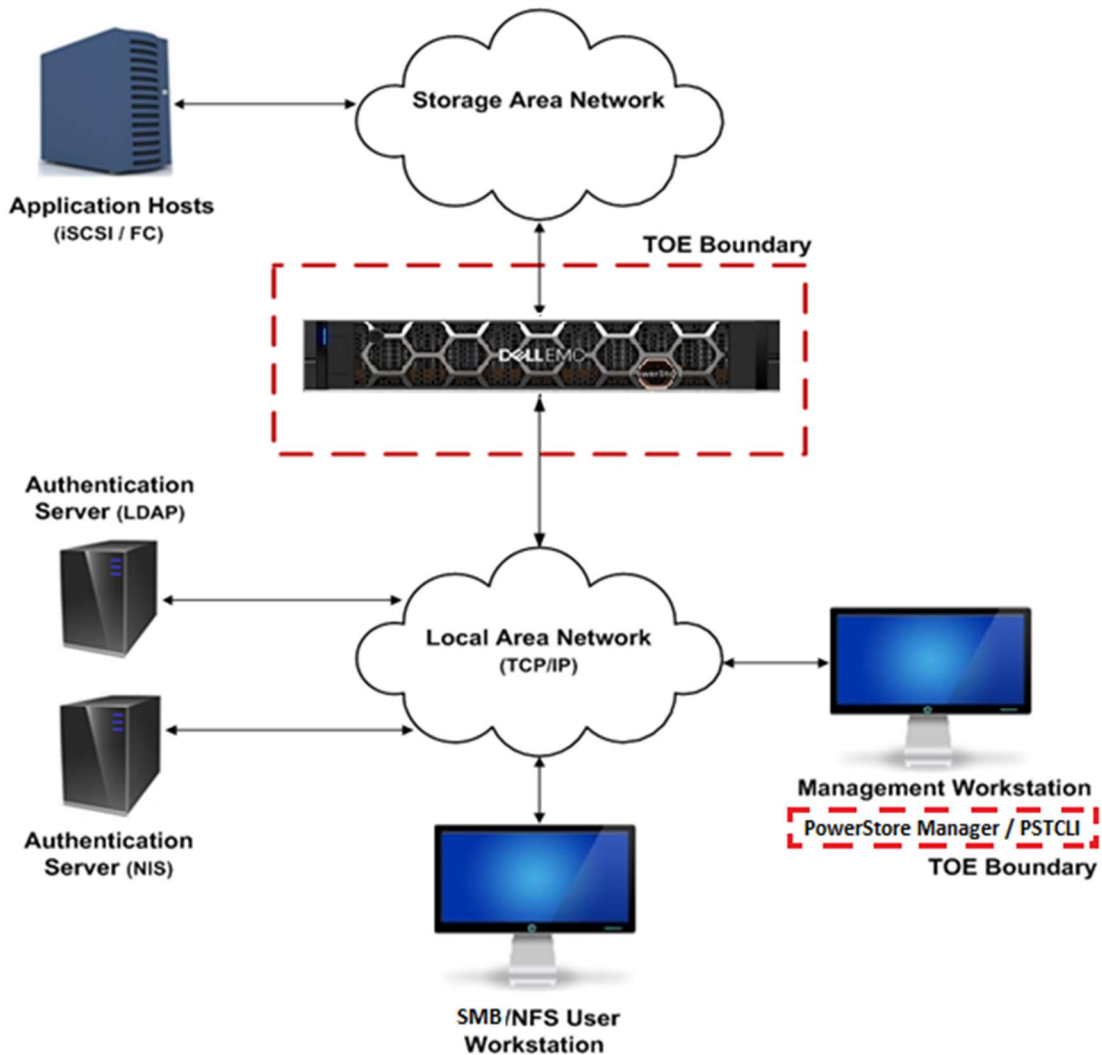 Storage Area Network
Application Hosts
(iSCSI / FC)
TOE Boundary
DELLEMC
Authentication
Server (LDAP)
Local Area Network
(TCP/IP)
Management Workstation
PowerStore Manager / PSTCLI
TOE Boundary
Authentication
Server (NIS)
SMB/NFS User
Workstation